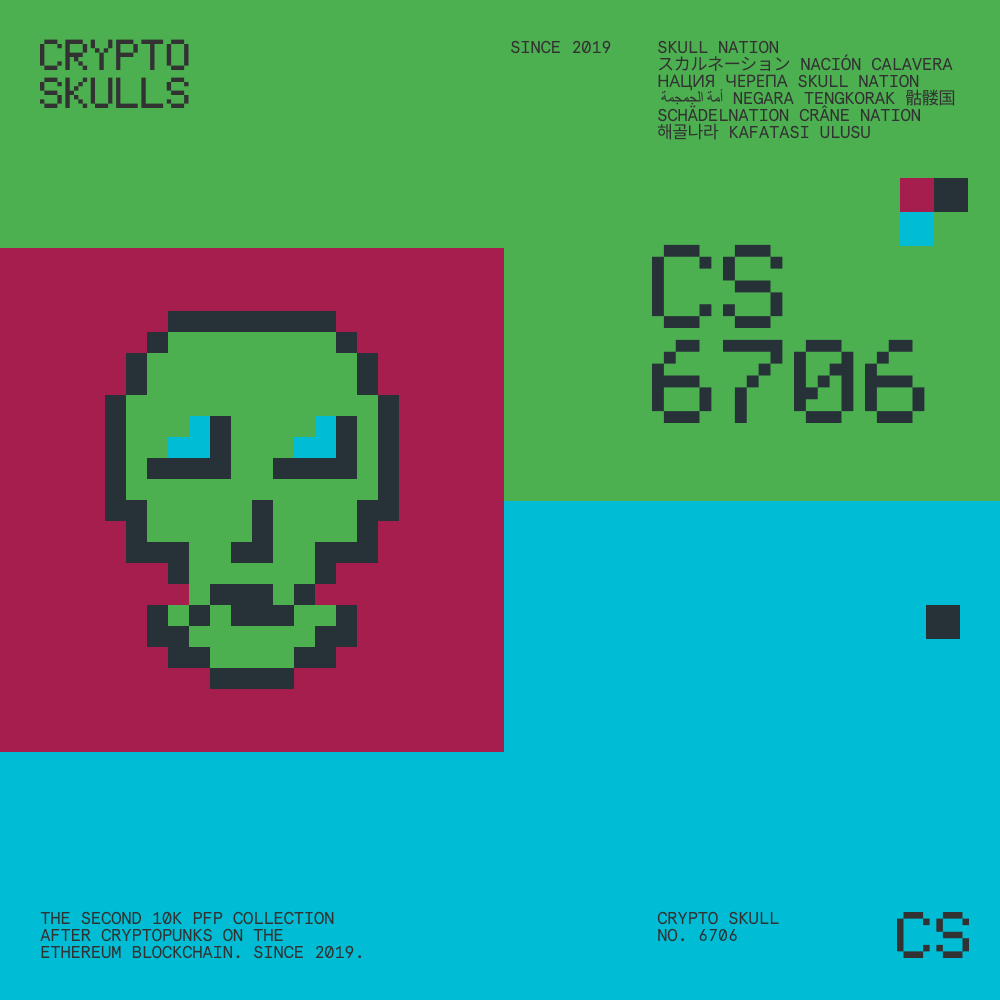 CRYPTO
SKULLS
SINCE 2019
SKULL NATION
スカルネーション NACIÓN CALAVERA
НАЦИЯ ЧЕРЕПА SKULL NATION
أمة الجمجمة NEGARA TENGKORAK 骷髅国
SCHÄDELNATION CRÂNE NATION
해골나라 KAFATASI ULUSU
CS
6706
THE SECOND 10K PFP COLLECTION
AFTER CRYPTOPUNKS ON THE
ETHEREUM BLOCKCHAIN. SINCE 2019.
CRYPTO SKULL
NO. 6706
CS